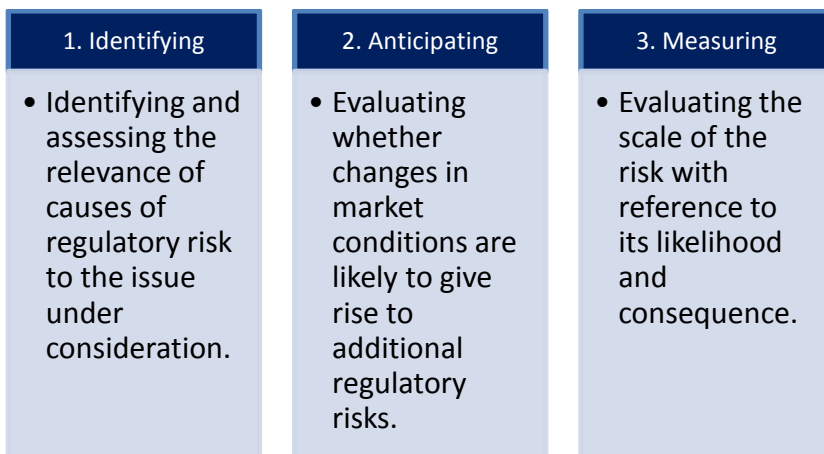 1. Identifying
• Identifying and
assessing the
relevance of
causes of
regulatory risk
to the issue
under
consideration.
2. Anticipating
• Evaluating
whether
changes in
market
conditions are
likely to give
rise to
additional
regulatory
risks.
3. Measuring
• Evaluating the
scale of the
risk with
reference to
its likelihood
and
consequence.